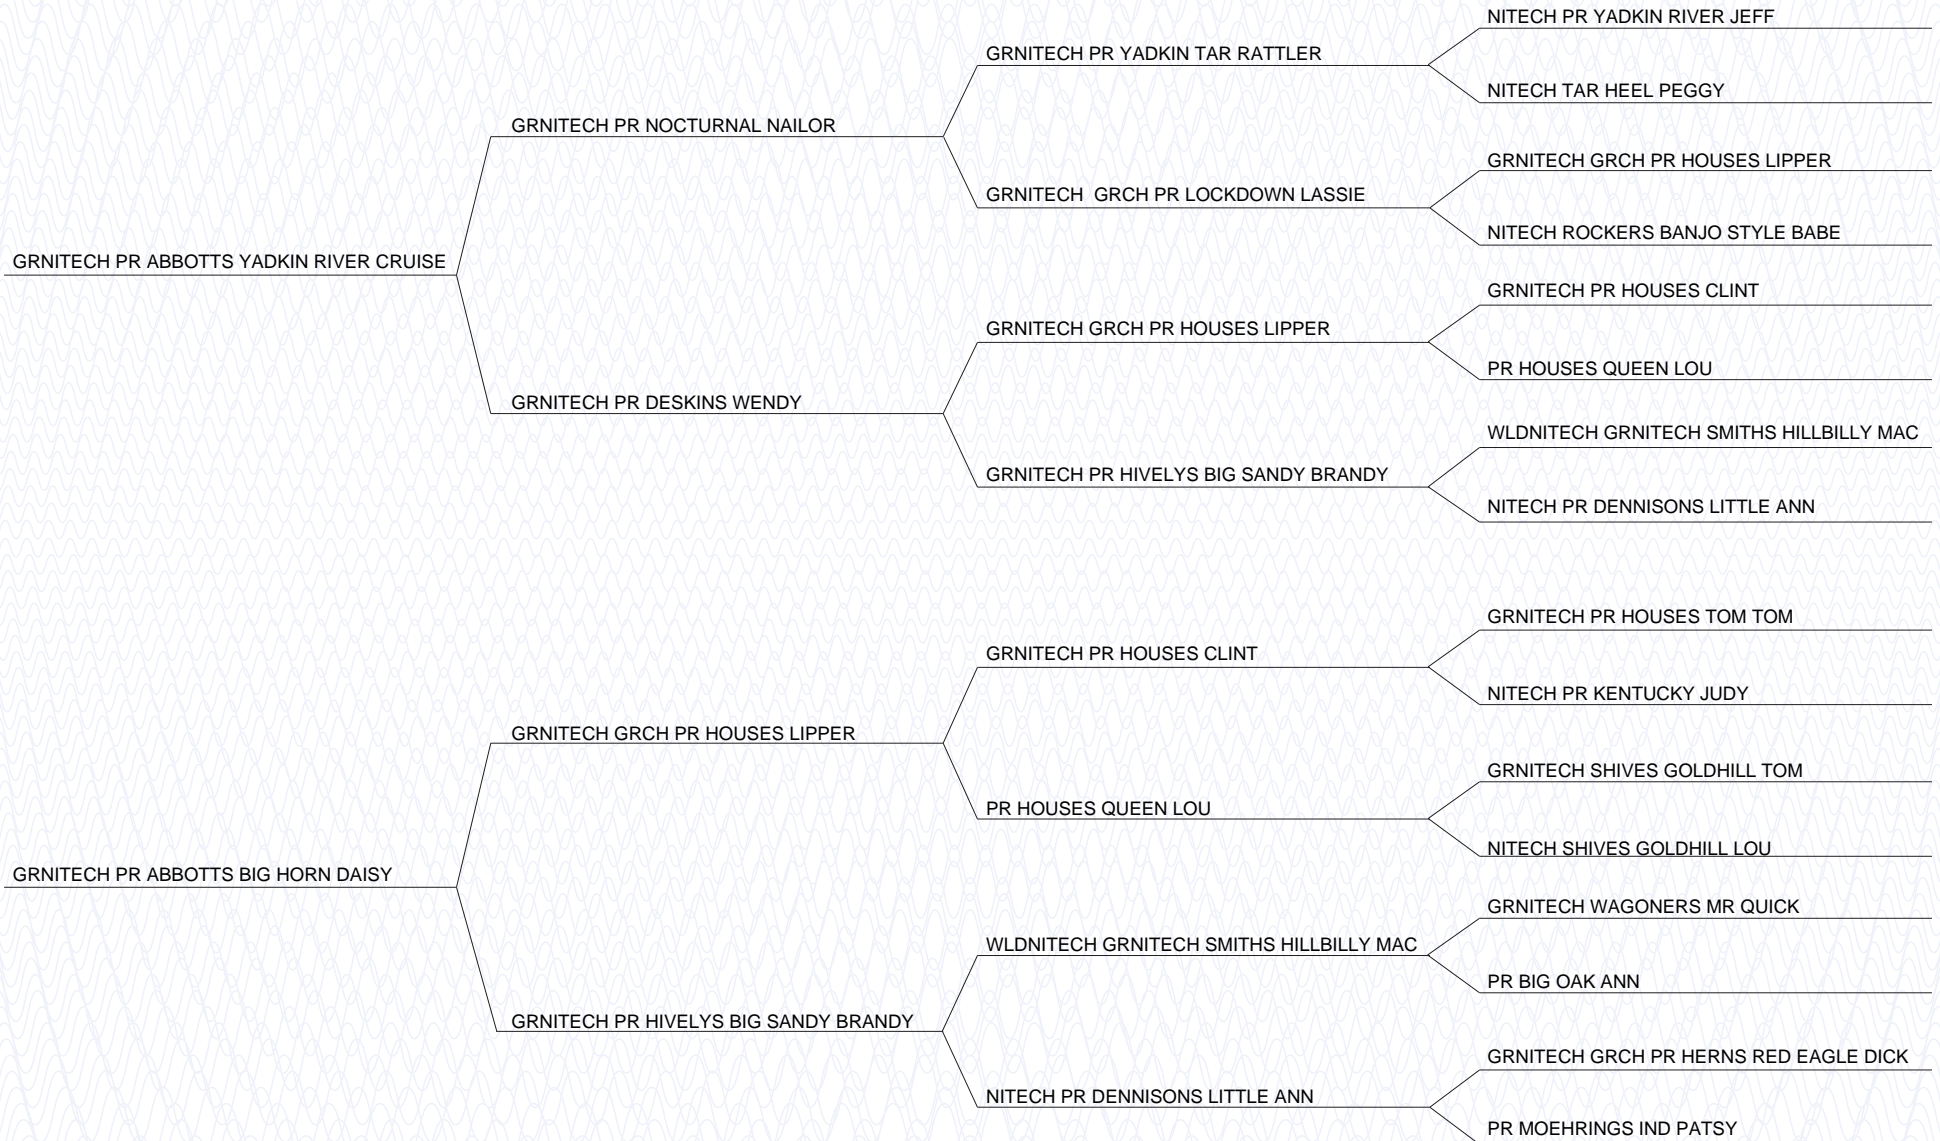 NITECH PR YADKIN RIVER JEFF
GRNITECH PR YADKIN TAR RATTLER
NITECH TAR HEEL PEGGY
GRNITECH PR NOCTURNAL NAILOR
GRNITECH GRCH PR HOUSES LIPPER
GRNITECH  GRCH PR LOCKDOWN LASSIE
NITECH ROCKERS BANJO STYLE BABE
GRNITECH PR ABBOTTS YADKIN RIVER CRUISE
GRNITECH PR HOUSES CLINT
GRNITECH GRCH PR HOUSES LIPPER
PR HOUSES QUEEN LOU
GRNITECH PR DESKINS WENDY
WLDNITECH GRNITECH SMITHS HILLBILLY MAC
GRNITECH PR HIVELYS BIG SANDY BRANDY
NITECH PR DENNISONS LITTLE ANN
GRNITECH PR HOUSES TOM TOM
GRNITECH PR HOUSES CLINT
NITECH PR KENTUCKY JUDY
GRNITECH GRCH PR HOUSES LIPPER
GRNITECH SHIVES GOLDHILL TOM
PR HOUSES QUEEN LOU
NITECH SHIVES GOLDHILL LOU
GRNITECH PR ABBOTTS BIG HORN DAISY
GRNITECH WAGONERS MR QUICK
WLDNITECH GRNITECH SMITHS HILLBILLY MAC
PR BIG OAK ANN
GRNITECH PR HIVELYS BIG SANDY BRANDY
GRNITECH GRCH PR HERNS RED EAGLE DICK
NITECH PR DENNISONS LITTLE ANN
PR MOEHRINGS IND PATSY